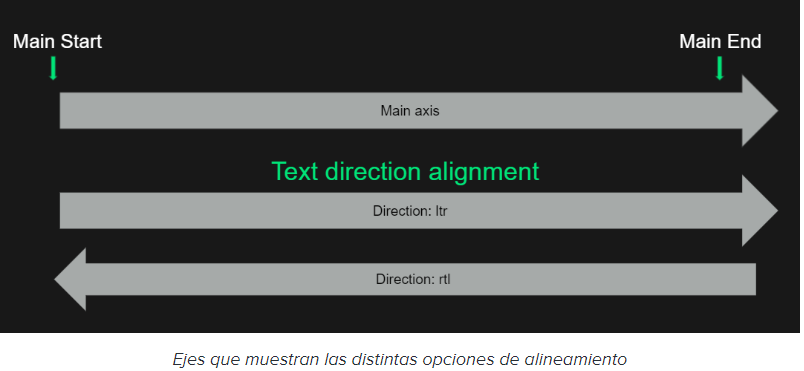 Main Start
Main End
Main axis
Text direction alignment
Direction: ltr
Direction: rtl
Ejes que muestran las distintas opciones de alineamiento